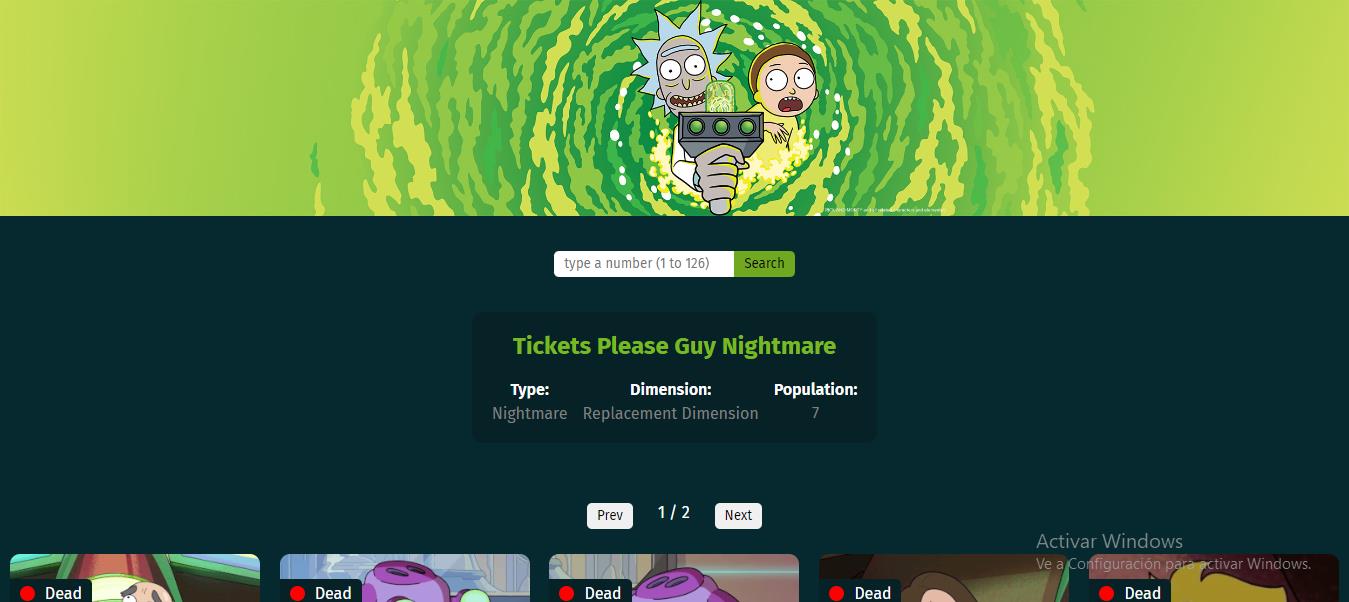 type a number (1 to 126) Search
Tickets Please Guy Nightmare
Type: Dimension: Population:
Nightmare Replacement Dimension 7
Prev 1 / 2 Next
Activar Windows
Ve a Configuración para activar Windows.
Dead Dead Dead Dead Dead